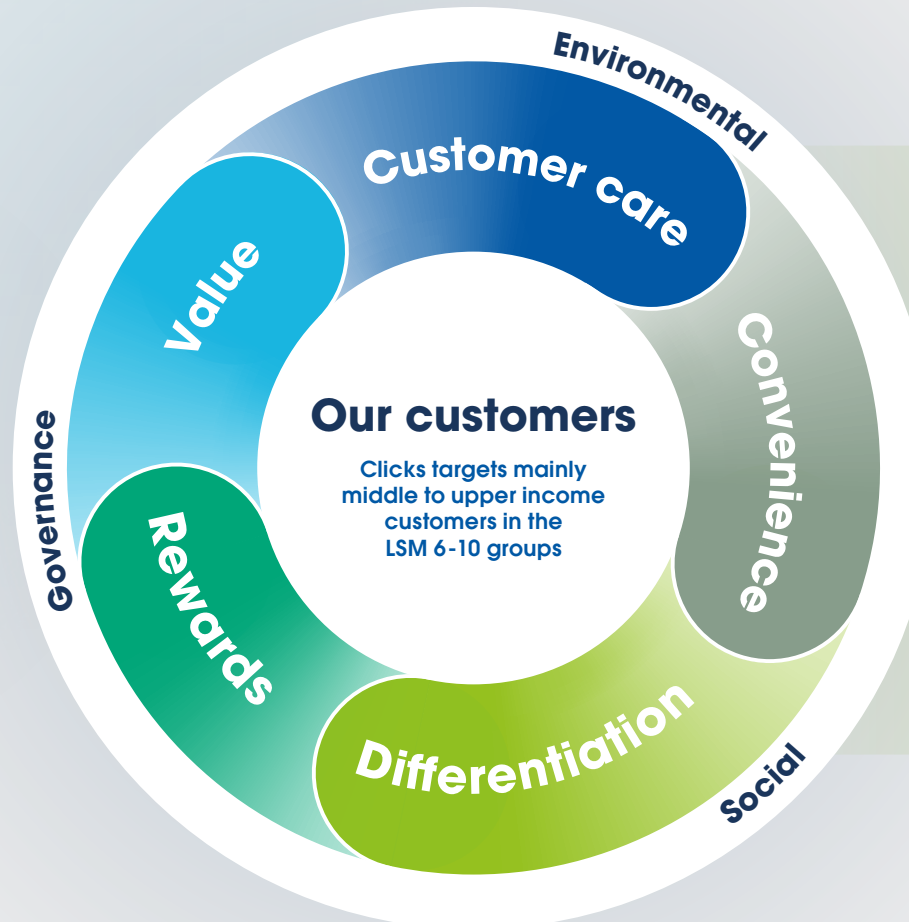 Environmental
Customer care
Value
Convenience
Our customers
Clicks targets mainly
middle to upper income
customers in the
LSM 6-10 groups
Governance
Rewards
Differentiation
Social